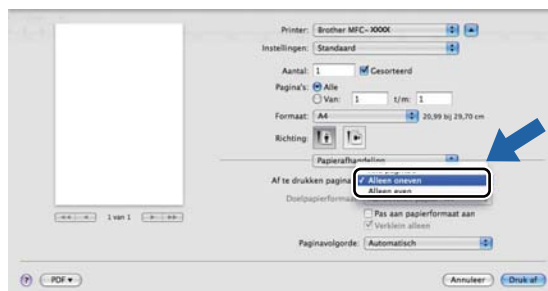 Printer: Brother MFC-XXXX
Instellingen: Standaard
Aantal: 1 Gesorteerd
Pagina's: Alle
Van: 1 t/m: 1
Formaat: A4 20,99 bij 29,70 cm
Richting:
Papierafhandeling
Af te drukken pagina ✓ Alleen oneven
Alleen even
Doelpapierformaa
Pas aan papierformaat aan
Verklein alleen
1 van 1
Paginavolgorde: Automatisch
? PDF Annuleer Druk af